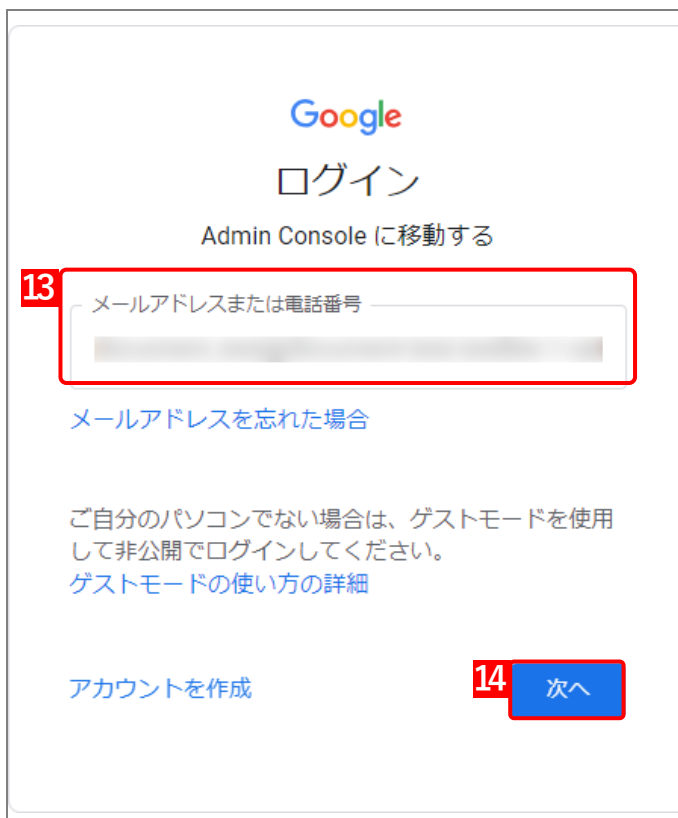 Google
ログイン
Admin Console に移動する
13
メールアドレスまたは電話番号
メールアドレスを忘れた場合
ご自分のパソコンでない場合は、ゲストモードを使用
して非公開でログインしてください。
ゲストモードの使い方の詳細
アカウントを作成
14
次へ